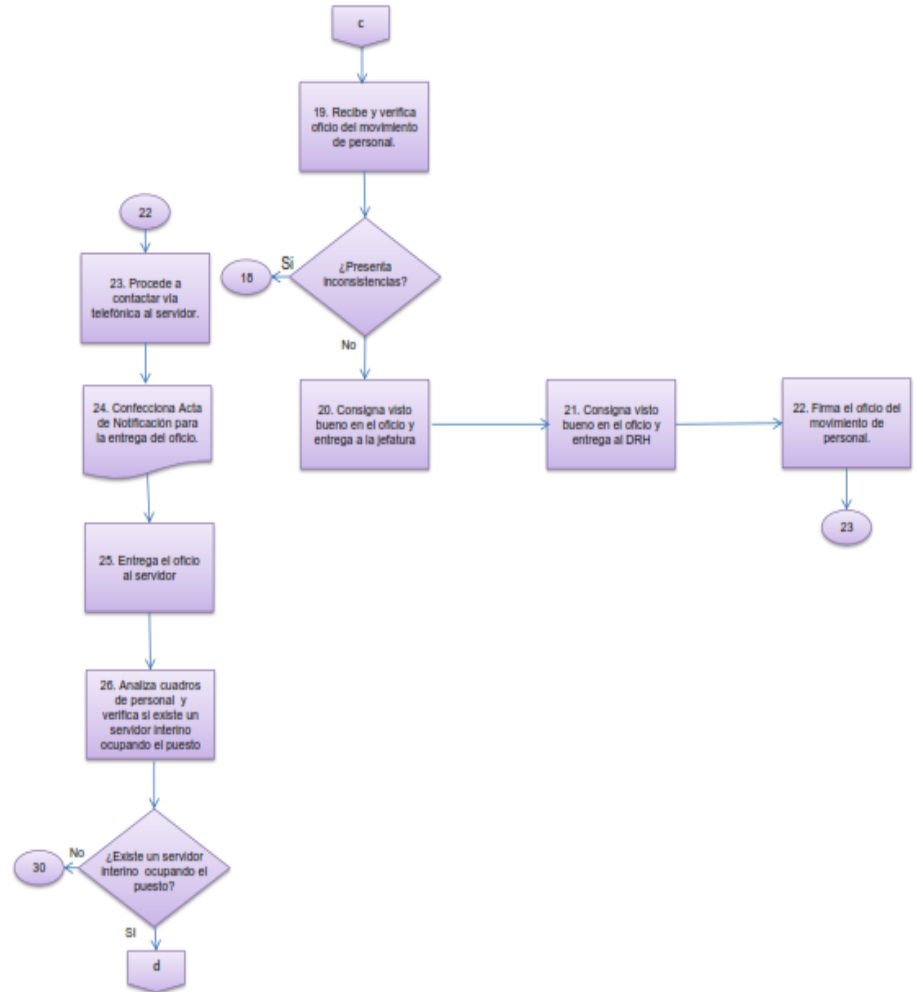 c
19. Recibe y verifica
oficio del movimiento
de personal.
¿Presenta
inconsistencias?
Si
18
No
20. Consigna visto
bueno en el oficio y
entrega a la jefatura
21. Consigna visto
bueno en el oficio y
entrega al DRH
22. Firma el oficio del
movimiento de
personal.
23
22
23. Procede a
contactar vía
telefónica al servidor.
24. Confecciona Acta
de Notificación para
la entrega del oficio.
25. Entrega el oficio
al servidor
26. Analiza cuadros
de personal y
verifica si existe un
servidor interino
ocupando el puesto
¿Existe un servidor
interino ocupando el
puesto?
No
30
SI
d